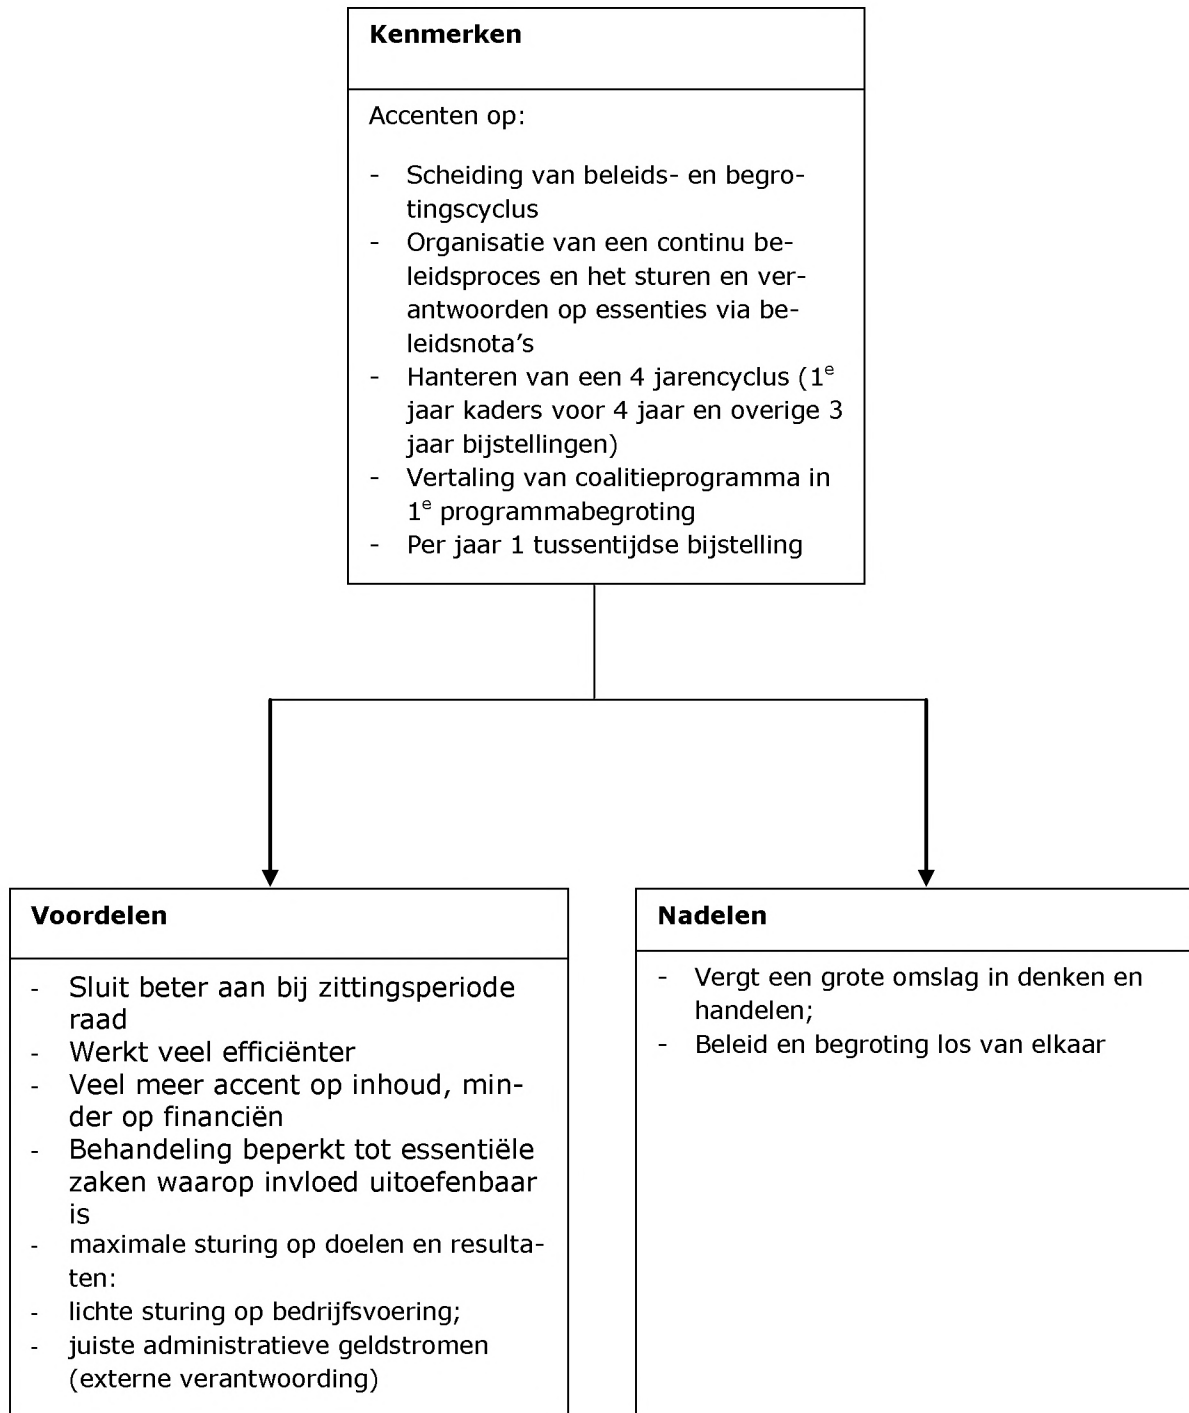 Kenmerken
Accenten op:
- Scheiding van beleids- en begro-
tingscyclus
- Organisatie van een continu be-
leidsproces en het sturen en ver-
antwoorden op essenties via be-
leidsnota's
- Hanteren van een 4 jarencyclus (1e
jaar kaders voor 4 jaar en overige 3
jaar bijstellingen)
- Vertaling van coalitieprogramma in
1e programmabegroting
- Per jaar 1 tussentijdse bijstelling
Voordelen
- Sluit beter aan bij zittingsperiode
raad
- Werkt veel efficiënter
- Veel meer accent op inhoud, min-
der op financiën
- Behandeling beperkt tot essentiële
zaken waarop invloed uitoefenbaar
is
- maximale sturing op doelen en resulta-
ten:
- lichte sturing op bedrijfsvoering;
- juiste administratieve geldstromen
(externe verantwoording)
Nadelen
- Vergt een grote omslag in denken en
handelen;
- Beleid en begroting los van elkaar